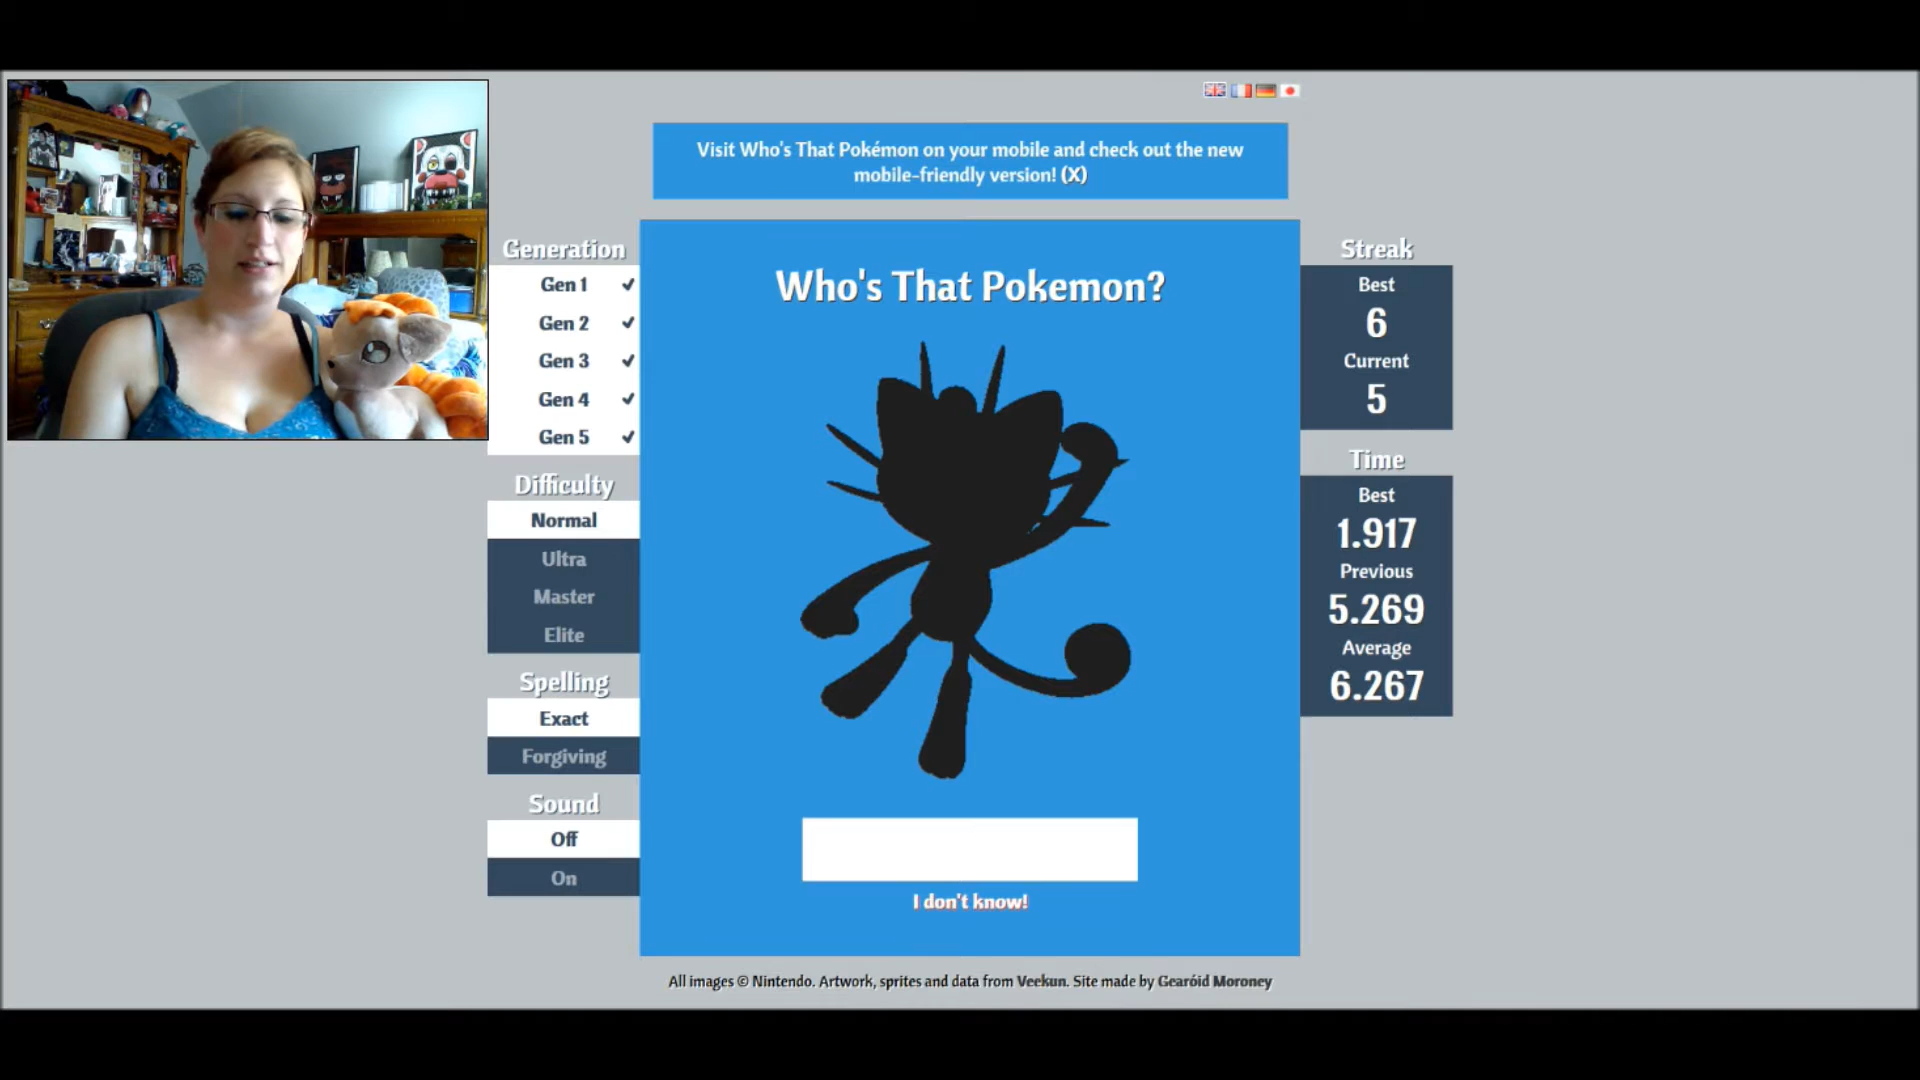 Visit Who's That Pokémon on your mobile and check out the new
mobile-friendly version! (X)
Generation
Gen 1
Gen 2
Gen 3
Gen 4
Gen 5
Difficulty
Normal
Ultra
Master
Elite
Spelling
Exact
Forgiving
Sound
Off
On
Who's That Pokemon?
I don't know!
Streak
Best
6
Current
5
Time
Best
1.917
Previous
5.269
Average
6.267
All images © Nintendo. Artwork, sprites and data from Veekun. Site made by Gearóid Moroney